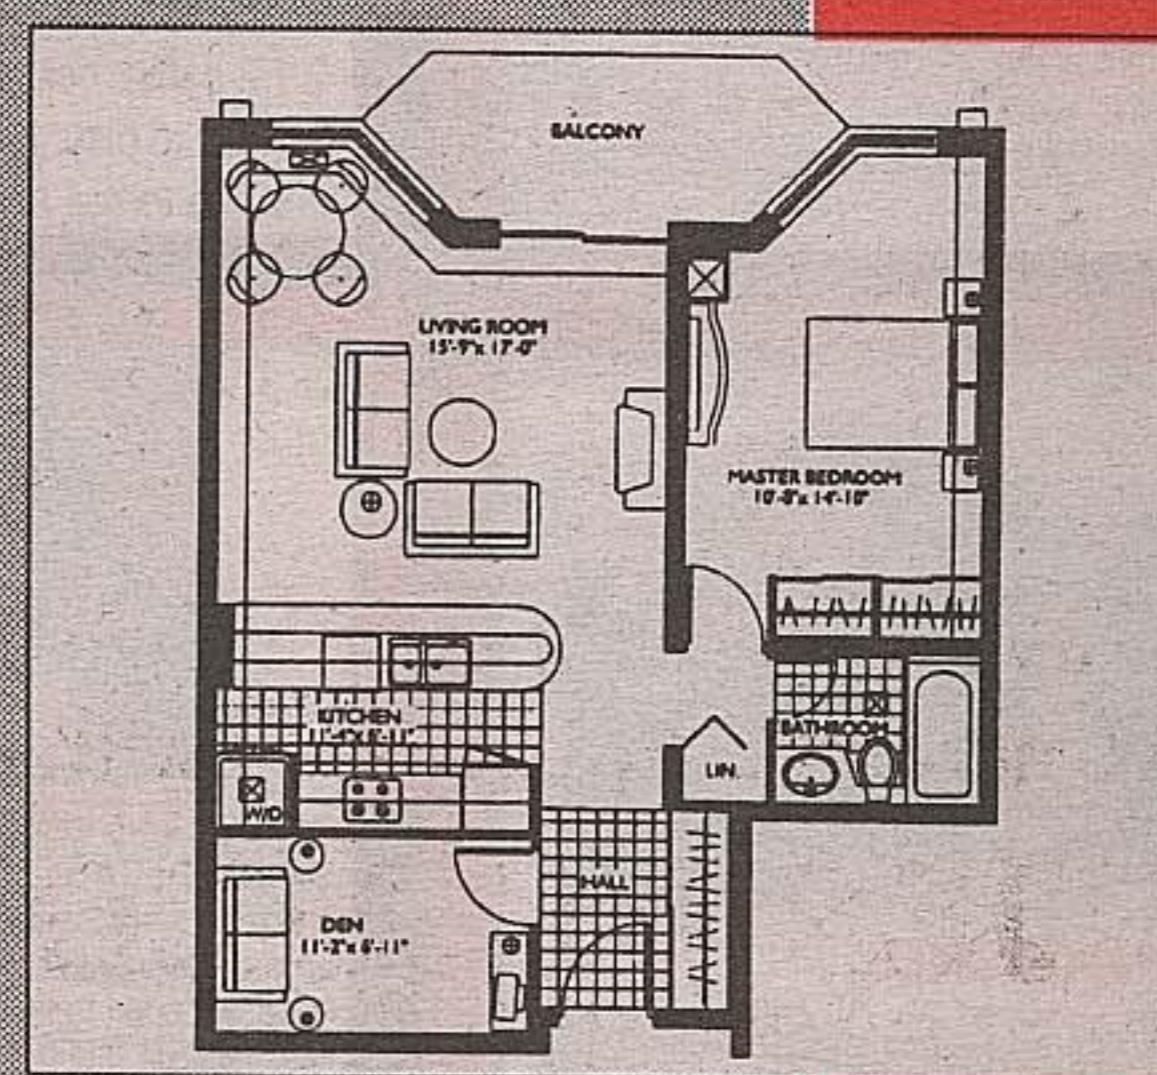 BALCONY
LIVING ROOM
15'-9"x 17'-0"
MASTER BEDROOM
10'-8"x 14'-10"
KITCHEN
BATHROOM
LIN.
W/D
HALL
DEN
11'-2"x 8'-11"